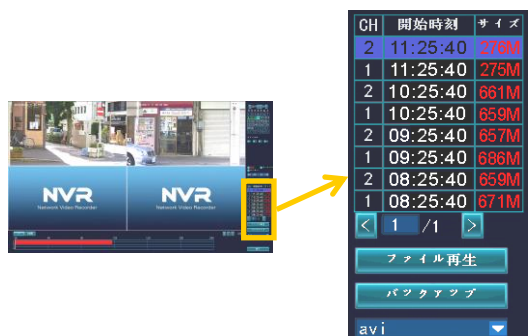 NVR
Network Video Recorder
NVR
Network Video Recorder
CH 開始時刻 サイズ
2 11:25:40 276M
1 11:25:40 275M
2 10:25:40 661M
1 10:25:40 659M
2 09:25:40 657M
1 09:25:40 686M
2 08:25:40 659M
1 08:25:40 671M
< 1 /1 >
ファイル再生
バックアップ
avi